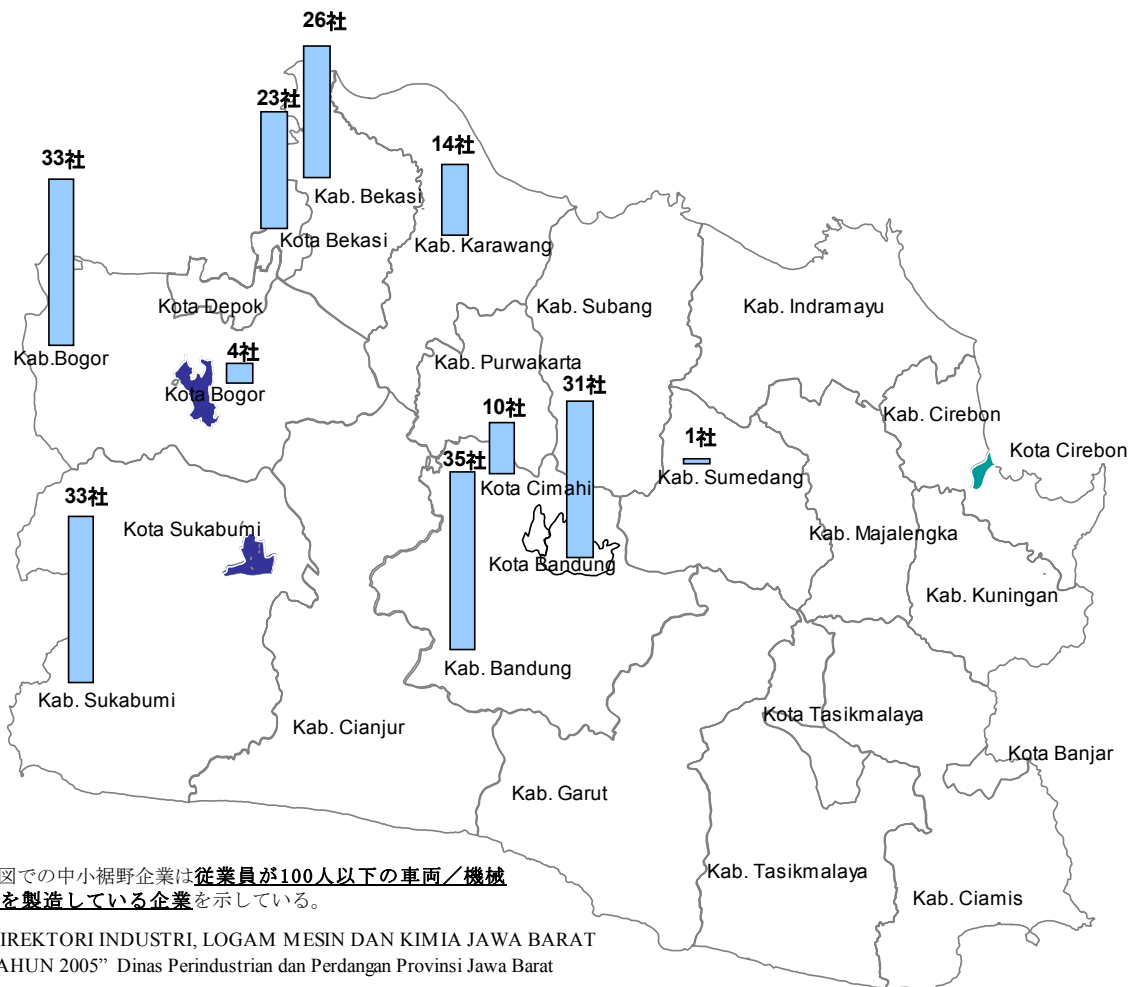 26社
23社
14社
33社
Kab. Bekasi
Kota Bekasi
Kab. Karawang
Kota Depok
Kab. Subang
Kab. Indramayu
Kab.Bogor
4社
Kab. Purwakarta
Kota Bogor
31社
10社
Kab. Cirebon
1社
Kota Cirebon
35社
Kota Cimahi
Kab. Sumedang
33社
Kota Sukabumi
Kab. Majalengka
Kota Bandung
Kab. Kuningan
Kab. Bandung
Kab. Sukabumi
Kab. Cianjur
Kota Tasikmalaya
Kota Banjar
Kab. Garut
Kab. Tasikmalaya
Kab. Ciamis
図での中小裾野企業は従業員が100人以下の車両／機械
を製造している企業を示している。
IREKTORI INDUSTRI, LOGAM MESIN DAN KIMIA JAWA BARAT
AHUN 2005” Dinas Perindustrian dan Perdangan Provinsi Jawa Barat